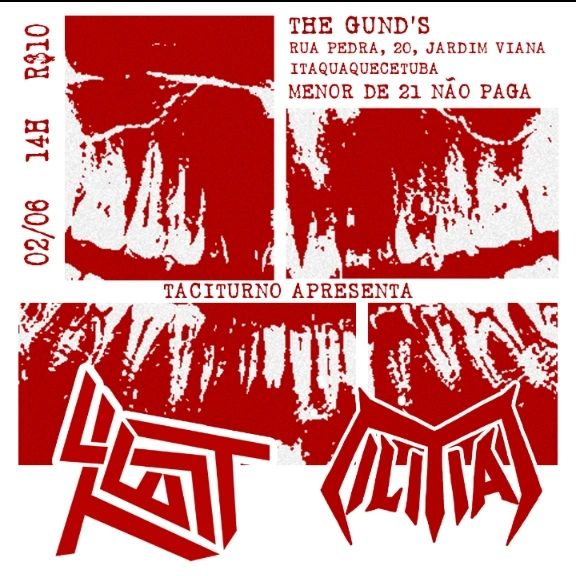 THE GUND'S
RUA PEDRA, 20, JARDIM VIANA
ITAQUAQUECETUBA
MENOR DE 21 NÃO PAGA
02/06 14H R$10
TACITURNO APRESENTA
MILITIA